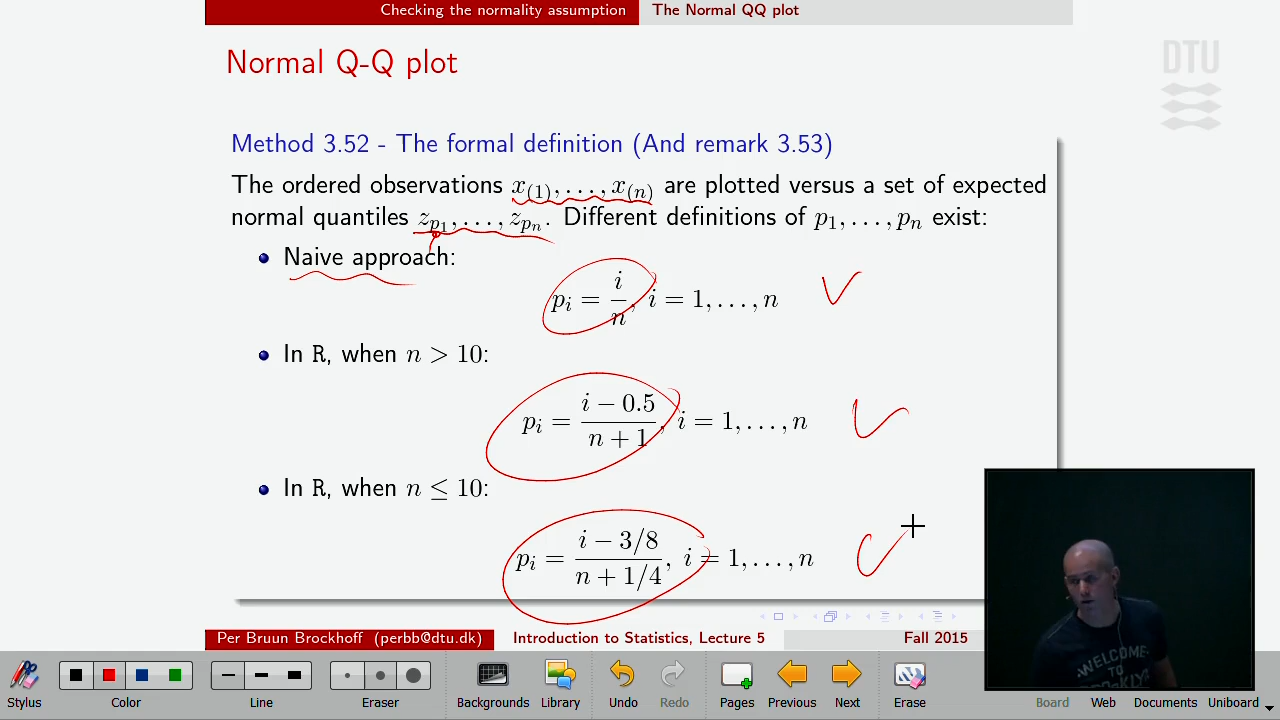 Checking the normality assumption The Normal QQ plot
Normal Q-Q plot
DTU
Method 3.52 - The formal definition (And remark 3.53)
The ordered observations x(1), . . . , x(n) are plotted versus a set of expected
normal quantiles zp1, . . . , zpn. Different definitions of p1, . . . , pn exist:
Naive approach:
pi = i/n, i = 1, . . . , n
In R, when n > 10:
pi = (i − 0.5)/(n + 1), i = 1, . . . , n
In R, when n ≤ 10:
pi = (i − 3/8)/(n + 1/4), i = 1, . . . , n
WELCOME
TO
Per Bruun Brockhoff (perbb@dtu.dk) Introduction to Statistics, Lecture 5 Fall 2015
Stylus Color Line Eraser Backgrounds Library Undo Redo Pages Previous Next Erase Board Web Documents Uniboard